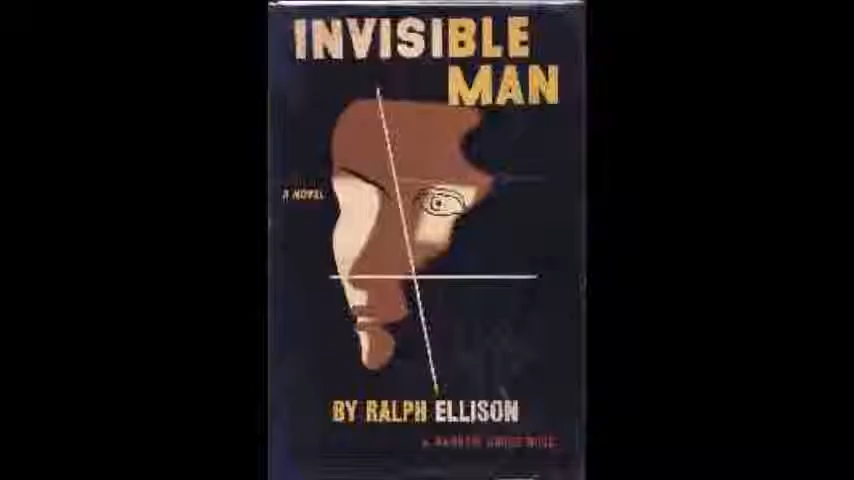 INVISIBLE
MAN
A NOVEL
BY RALPH ELLISON
A